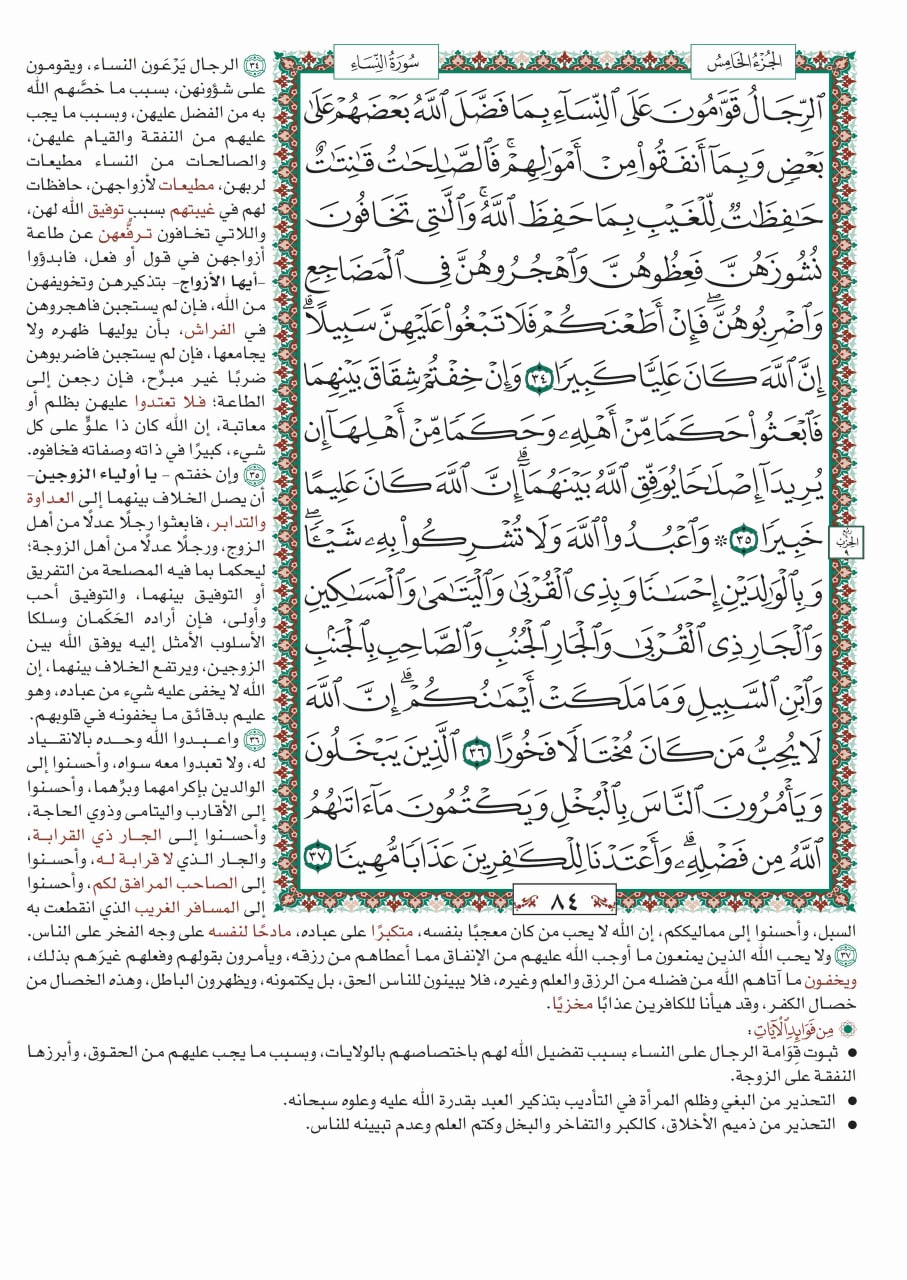 الجُزْءُ الخَامِسُ
سُورَةُ النِّسَاءِ
ٱلرِّجَالُ قَوَّٰمُونَ عَلَى ٱلنِّسَآءِ بِمَا فَضَّلَ ٱللَّهُ بَعْضَهُمْ عَلَىٰ
بَعْضٖ وَبِمَآ أَنفَقُواْ مِنْ أَمْوَٰلِهِمْۚ فَٱلصَّٰلِحَٰتُ قَٰنِتَٰتٌ
حَٰفِظَٰتٞ لِّلْغَيْبِ بِمَا حَفِظَ ٱللَّهُۚ وَٱلَّٰتِي تَخَافُونَ
نُشُوزَهُنَّ فَعِظُوهُنَّ وَٱهْجُرُوهُنَّ فِي ٱلْمَضَاجِعِ
وَٱضْرِبُوهُنَّۖ فَإِنْ أَطَعْنَكُمْ فَلَا تَبْغُواْ عَلَيْهِنَّ سَبِيلًاۗ
إِنَّ ٱللَّهَ كَانَ عَلِيّٗا كَبِيرٗا ٣٤ وَإِنْ خِفْتُمْ شِقَاقَ بَيْنِهِمَا
فَٱبْعَثُواْ حَكَمٗا مِّنْ أَهْلِهِۦ وَحَكَمٗا مِّنْ أَهْلِهَآ إِن
يُرِيدَآ إِصْلَٰحٗا يُوَفِّقِ ٱللَّهُ بَيْنَهُمَآۗ إِنَّ ٱللَّهَ كَانَ عَلِيمًا
خَبِيرٗا ٣٥ ۞ وَٱعْبُدُواْ ٱللَّهَ وَلَا تُشْرِكُواْ بِهِۦ شَيْـٔٗاۖ
وَبِٱلْوَٰلِدَيْنِ إِحْسَٰنٗا وَبِذِي ٱلْقُرْبَىٰ وَٱلْيَتَٰمَىٰ وَٱلْمَسَٰكِينِ
وَٱلْجَارِ ذِي ٱلْقُرْبَىٰ وَٱلْجَارِ ٱلْجُنُبِ وَٱلصَّاحِبِ بِٱلْجَنۢبِ
وَٱبْنِ ٱلسَّبِيلِ وَمَا مَلَكَتْ أَيْمَٰنُكُمْۗ إِنَّ ٱللَّهَ
لَا يُحِبُّ مَن كَانَ مُخْتَالٗا فَخُورًا ٣٦ ٱلَّذِينَ يَبْخَلُونَ
وَيَأْمُرُونَ ٱلنَّاسَ بِٱلْبُخْلِ وَيَكْتُمُونَ مَآ ءَاتَىٰهُمُ
ٱللَّهُ مِن فَضْلِهِۦۗ وَأَعْتَدْنَا لِلْكَٰفِرِينَ عَذَابٗا مُّهِينٗا ٣٧
ربع
الحزب
٩
٨٤
٣٤ الرجال يَرْعَون النساء، ويقومون
على شؤونهن، بسبب ما خصَّهم الله
به من الفضل عليهن، وبسبب ما يجب
عليهم من النفقة والقيام عليهن،
والصالحات من النساء مطيعات
لربهن، مطيعات لأزواجهن، حافظات
لهم في غيبتهم بسبب توفيق الله لهن،
واللاتي تخافون ترفُّعهن عن طاعة
أزواجهن في قول أو فعل، فابدؤوا
-أيها الأزواج- بتذكيرهن وتخويفهن
من الله، فإن لم يستجبن فاهجروهن
في الفراش، بأن يوليها ظهره ولا
يجامعها، فإن لم يستجبن فاضربوهن
ضربًا غير مبرِّح، فإن رجعن إلى
الطاعة؛ فلا تعتدوا عليهن بظلم أو
معاتبة، إن الله كان ذا علوٍّ على كل
شيء، كبيرًا في ذاته وصفاته فخافوه.
٣٥ وإن خفتم - يا أولياء الزوجين-
أن يصل الخلاف بينهما إلى العداوة
والتدابر، فابعثوا رجلًا عدلًا من أهل
الزوج، ورجلًا عدلًا من أهل الزوجة؛
ليحكما بما فيه المصلحة من التفريق
أو التوفيق بينهما، والتوفيق أحب
وأولى، فإن أراده الحَكَمان وسلكا
الأسلوب الأمثل إليه يوفق الله بين
الزوجين، ويرتفع الخلاف بينهما، إن
الله لا يخفى عليه شيء من عباده، وهو
عليم بدقائق ما يخفونه في قلوبهم.
٣٦ واعبدوا الله وحده بالانقياد
له، ولا تعبدوا معه سواه، وأحسنوا إلى
الوالدين بإكرامهما وبرِّهما، وأحسنوا
إلى الأقارب واليتامى وذوي الحاجة،
وأحسنوا إلى الجار ذي القرابة،
والجار الذي لا قرابة له، وأحسنوا
إلى الصاحب المرافق لكم، وأحسنوا
إلى المسافر الغريب الذي انقطعت به
السبل، وأحسنوا إلى مماليككم، إن الله لا يحب من كان معجبًا بنفسه، متكبرًا على عباده، مادحًا لنفسه على وجه الفخر على الناس.
٣٧ ولا يحب الله الذين يمنعون ما أوجب الله عليهم من الإنفاق مما أعطاهم من رزقه، ويأمرون بقولهم وفعلهم غيرَهم بذلك،
ويخفون ما آتاهم الله من فضله من الرزق والعلم وغيره، فلا يبينون للناس الحق، بل يكتمونه، ويظهرون الباطل، وهذه الخصال من
خصال الكفر، وقد هيأنا للكافرين عذابًا مخزيًا.
مِن فَوَائِدِ ٱلْآيَاتِ:
● ثبوت قِوَامة الرجال على النساء بسبب تفضيل الله لهم باختصاصهم بالولايات، وبسبب ما يجب عليهم من الحقوق، وأبرزها
النفقة على الزوجة.
● التحذير من البغي وظلم المرأة في التأديب بتذكير العبد بقدرة الله عليه وعلوه سبحانه.
● التحذير من ذميم الأخلاق، كالكبر والتفاخر والبخل وكتم العلم وعدم تبيينه للناس.